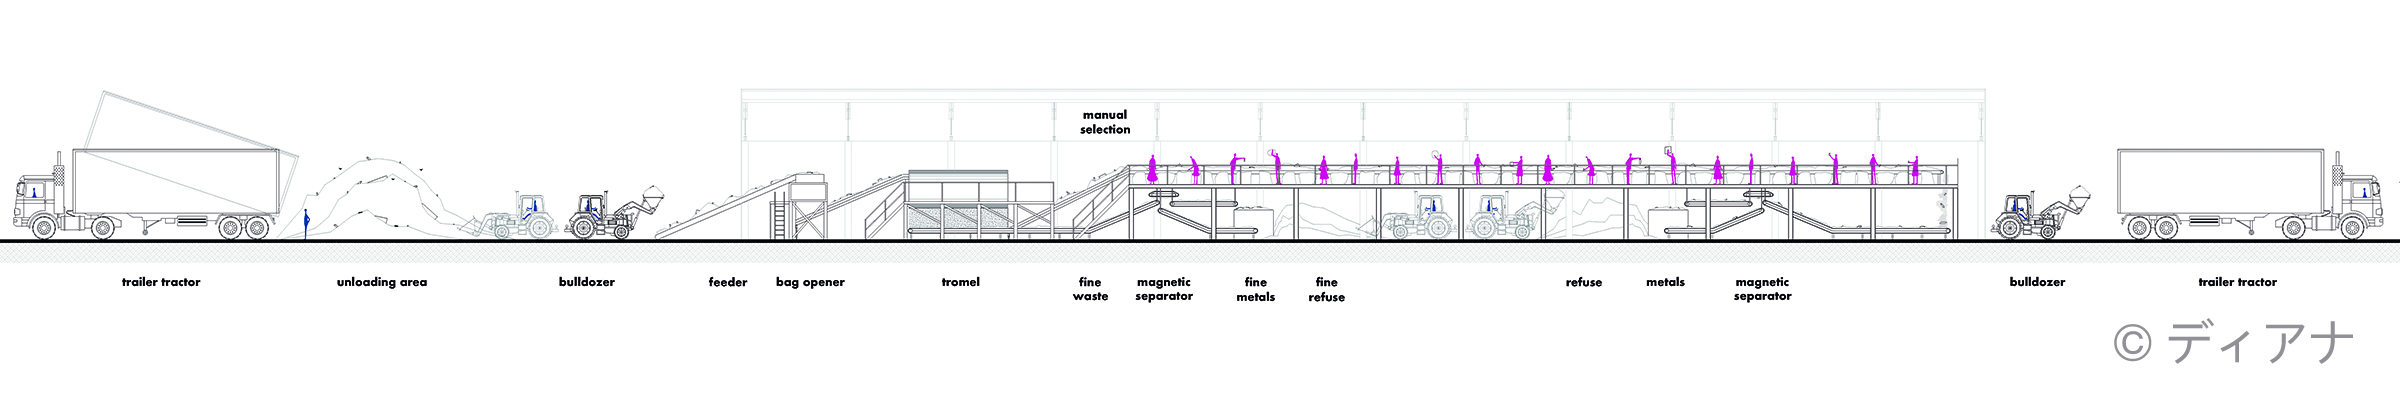 manual
selection
trailer tractor
unloading area
bulldozer
feeder
bag opener
tromel
fine
waste
magnetic
separator
fine
metals
fine
refuse
refuse
metals
magnetic
separator
bulldozer
trailer tractor
© ディアナ